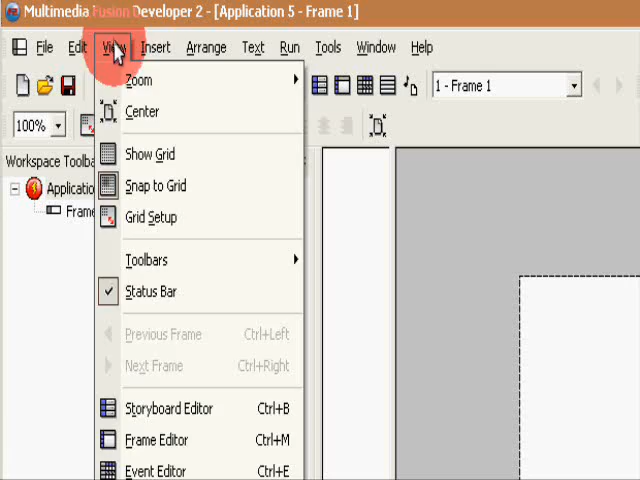 Multimedia Fusion Developer 2 - [Application 5 - Frame 1]
File Edit View Insert Arrange Text Run Tools Window Help
1 - Frame 1
100%
Workspace Toolba
Applicatio
Frame
Zoom
Center
Show Grid
Snap to Grid
Grid Setup
Toolbars
Status Bar
Previous Frame Ctrl+Left
Next Frame Ctrl+Right
Storyboard Editor Ctrl+B
Frame Editor Ctrl+M
Event Editor Ctrl+E